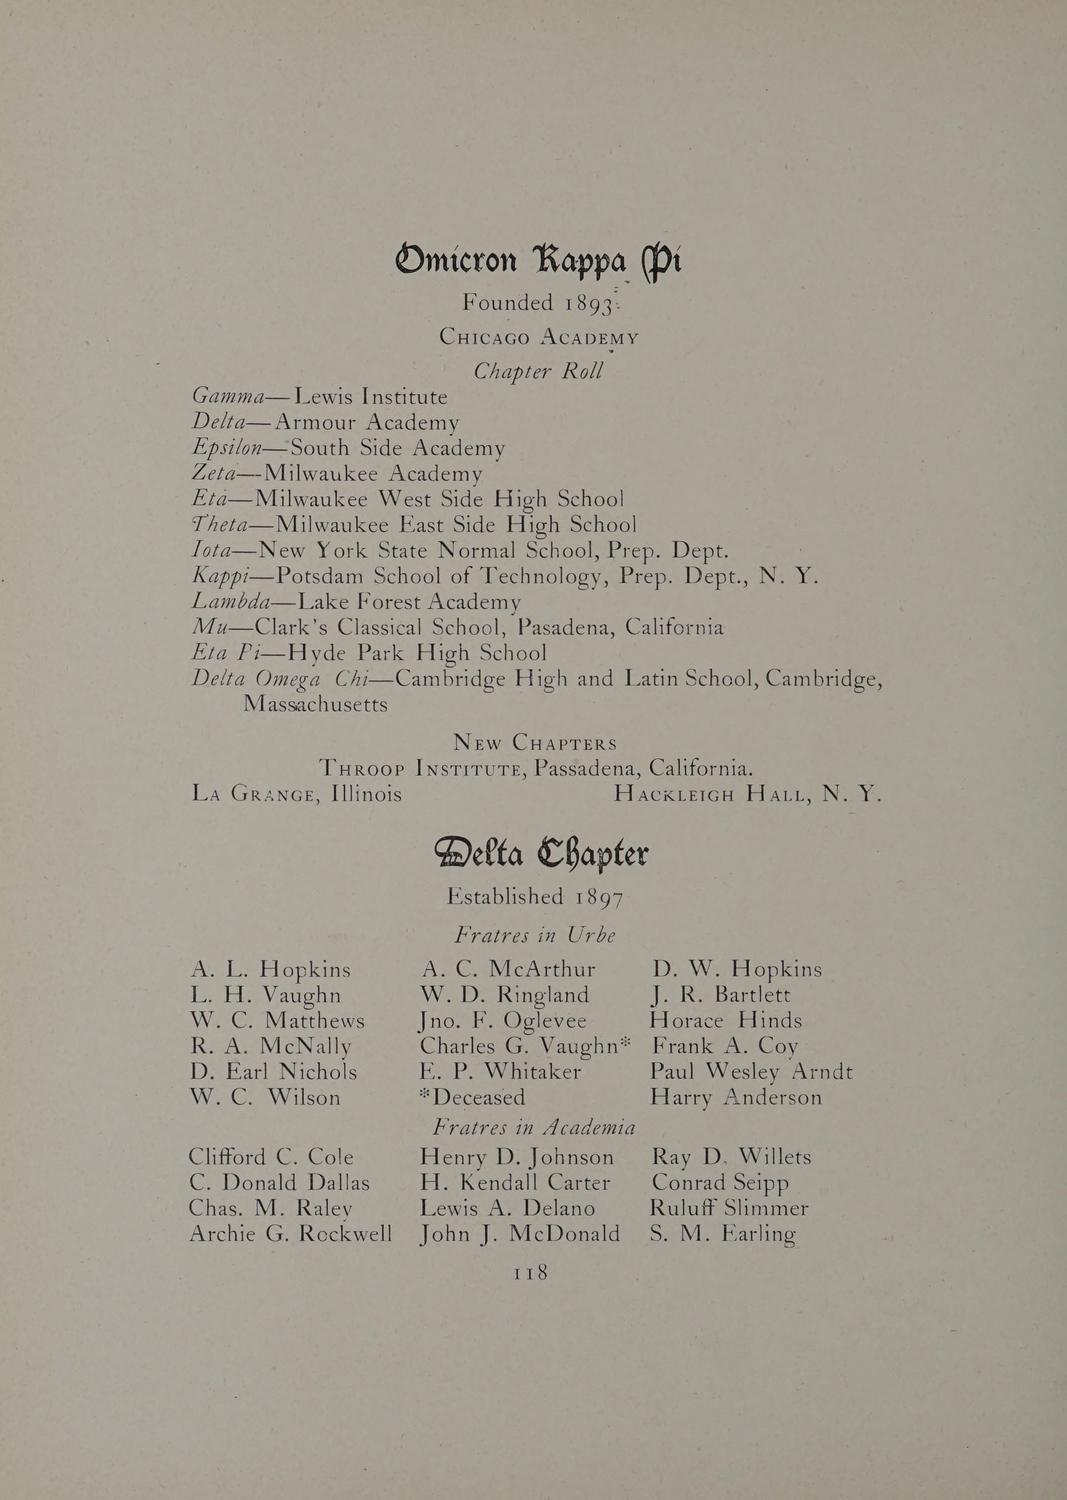 Omicron Kappa Pi
Founded 1893
CHICAGO ACADEMY
Chapter Roll
Gamma—Lewis Institute
Delta—Armour Academy
Epsilon—South Side Academy
Zeta—Milwaukee Academy
Eta—Milwaukee West Side High School
Theta—Milwaukee East Side High School
Iota—New York State Normal School, Prep. Dept.
Kappi—Potsdam School of Technology, Prep. Dept., N. Y.
Lambda—Lake Forest Academy
Mu—Clark's Classical School, Pasadena, California
Eta Pi—Hyde Park High School
Delta Omega Chi—Cambridge High and Latin School, Cambridge,
Massachusetts
NEW CHAPTERS
THROOP INSTITUTE, Passadena, California.
LA GRANGE, Illinois HACKLEIGH HALL, N. Y.
Delta Chapter
Established 1897
Fratres in Urbe
A. L. Hopkins A. C. McArthur D. W. Hopkins
L. H. Vaughn W. D. Ringland J. R. Bartlett
W. C. Matthews Jno. F. Oglevee Horace Hinds
R. A. McNally Charles G. Vaughn* Frank A. Coy
D. Earl Nichols E. P. Whitaker Paul Wesley Arndt
W. C. Wilson *Deceased Harry Anderson
Fratres in Academia
Clifford C. Cole Henry D. Johnson Ray D. Willets
C. Donald Dallas H. Kendall Carter Conrad Seipp
Chas. M. Raley Lewis A. Delano Ruluff Slimmer
Archie G. Rockwell John J. McDonald S. M. Earling
118